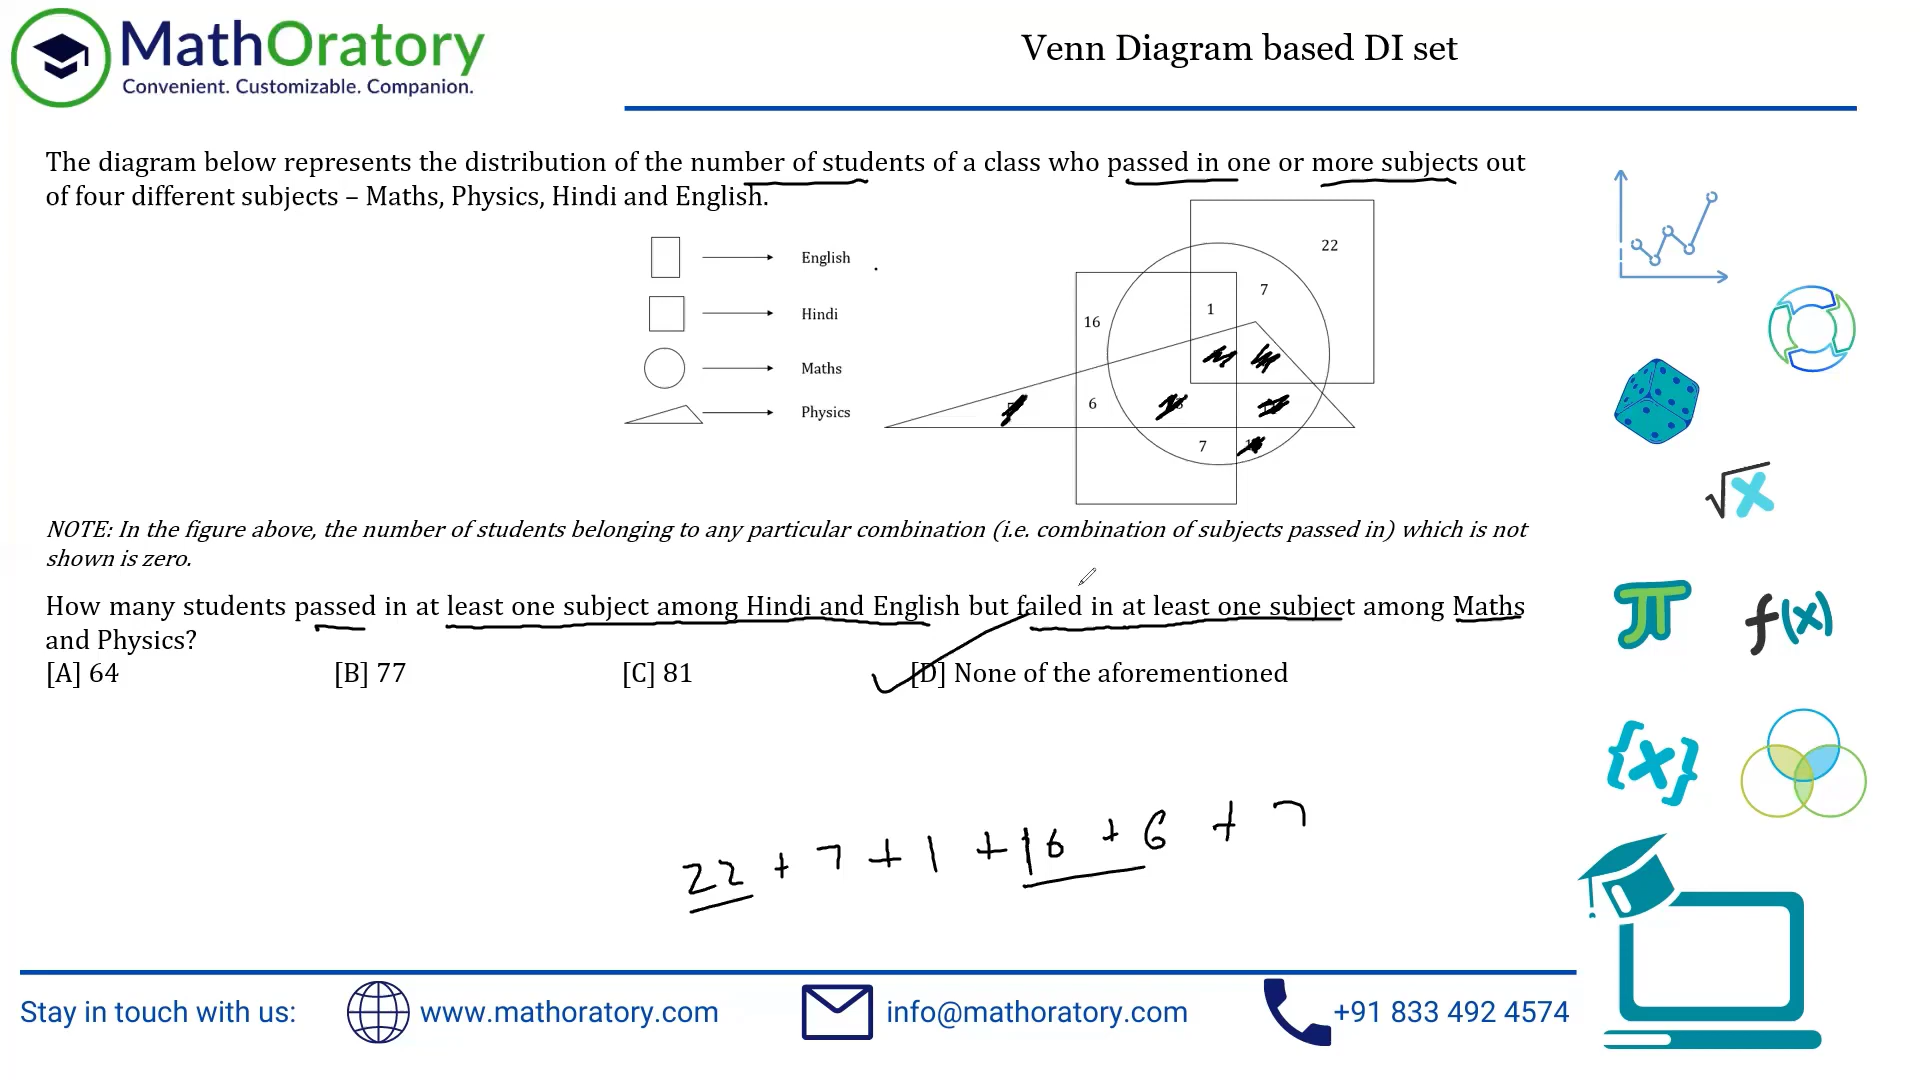 MathOratory
Convenient. Customizable. Companion.
Venn Diagram based DI set
The diagram below represents the distribution of the number of students of a class who passed in one or more subjects out
of four different subjects – Maths, Physics, Hindi and English.
English
Hindi
Maths
Physics
22
7
1
16
6
7
NOTE: In the figure above, the number of students belonging to any particular combination (i.e. combination of subjects passed in) which is not
shown is zero.
How many students passed in at least one subject among Hindi and English but failed in at least one subject among Maths
and Physics?
[A] 64 [B] 77 [C] 81 [D] None of the aforementioned
22 + 7 + 1 + 16 + 6 + 7
√x
π
f(x)
{x}
Stay in touch with us: www.mathoratory.com info@mathoratory.com +91 833 492 4574